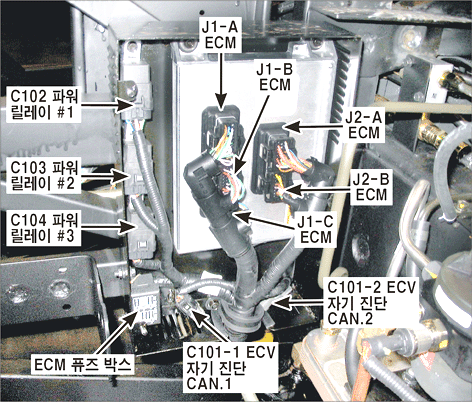 J1-A
ECM
J1-B
ECM
C102 파워
릴레이 #1
J2-A
ECM
C103 파워
릴레이 #2
J2-B
ECM
C104 파워
릴레이 #3
J1-C
ECM
C101-2 ECV
자기 진단
CAN.2
ECM 퓨즈 박스
C101-1 ECV
자기 진단
CAN.1